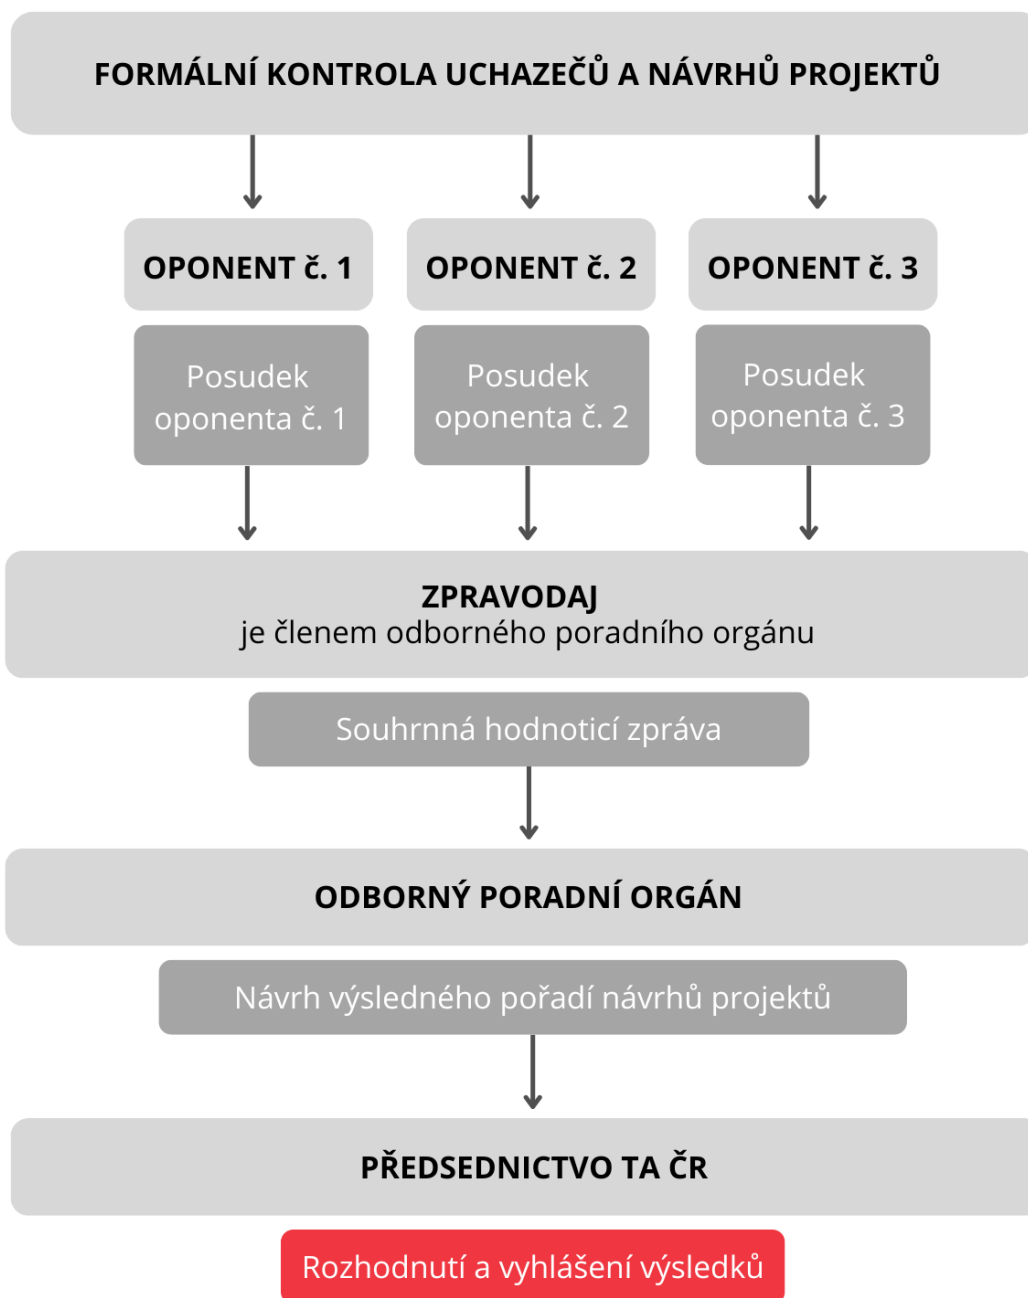 FORMÁLNÍ KONTROLA UCHAZEČŮ A NÁVRHŮ PROJEKTŮ
OPONENT č. 1
OPONENT č. 2
OPONENT č. 3
Posudek
oponenta č. 1
Posudek
oponenta č. 2
Posudek
oponenta č. 3
ZPRAVODAJ
je členem odborného poradního orgánu
Souhrnná hodnoticí zpráva
ODBORNÝ PORADNÍ ORGÁN
Návrh výsledného pořadí návrhů projektů
PŘEDSEDNICTVO TA ČR
Rozhodnutí a vyhlášení výsledků